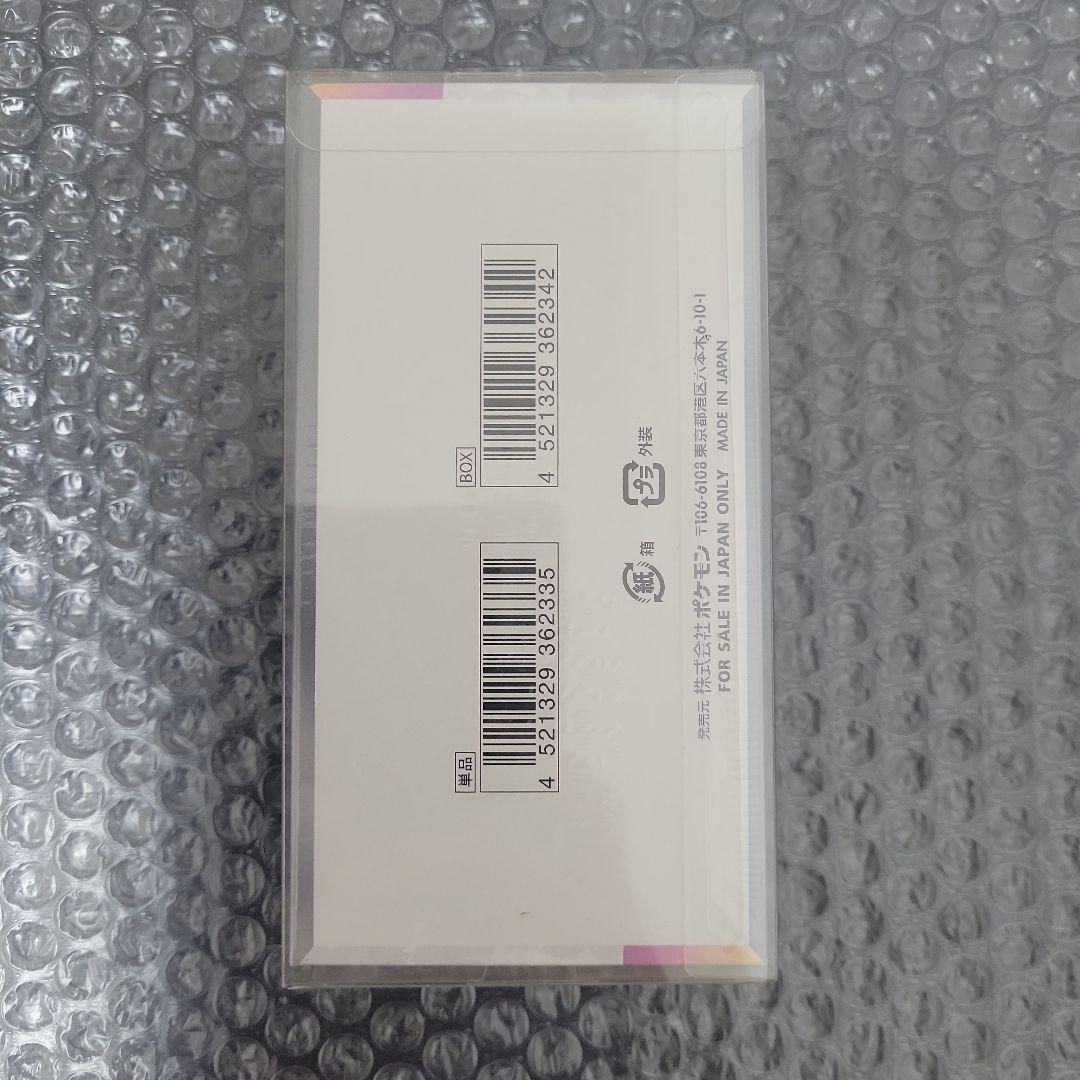 単品
4 521329 362335
BOX
4 521329 362342
紙 箱
プラ 外装
発売元 株式会社 ポケモン 〒106-6108 東京都港区六本木6-10-1
FOR SALE IN JAPAN ONLY MADE IN JAPAN